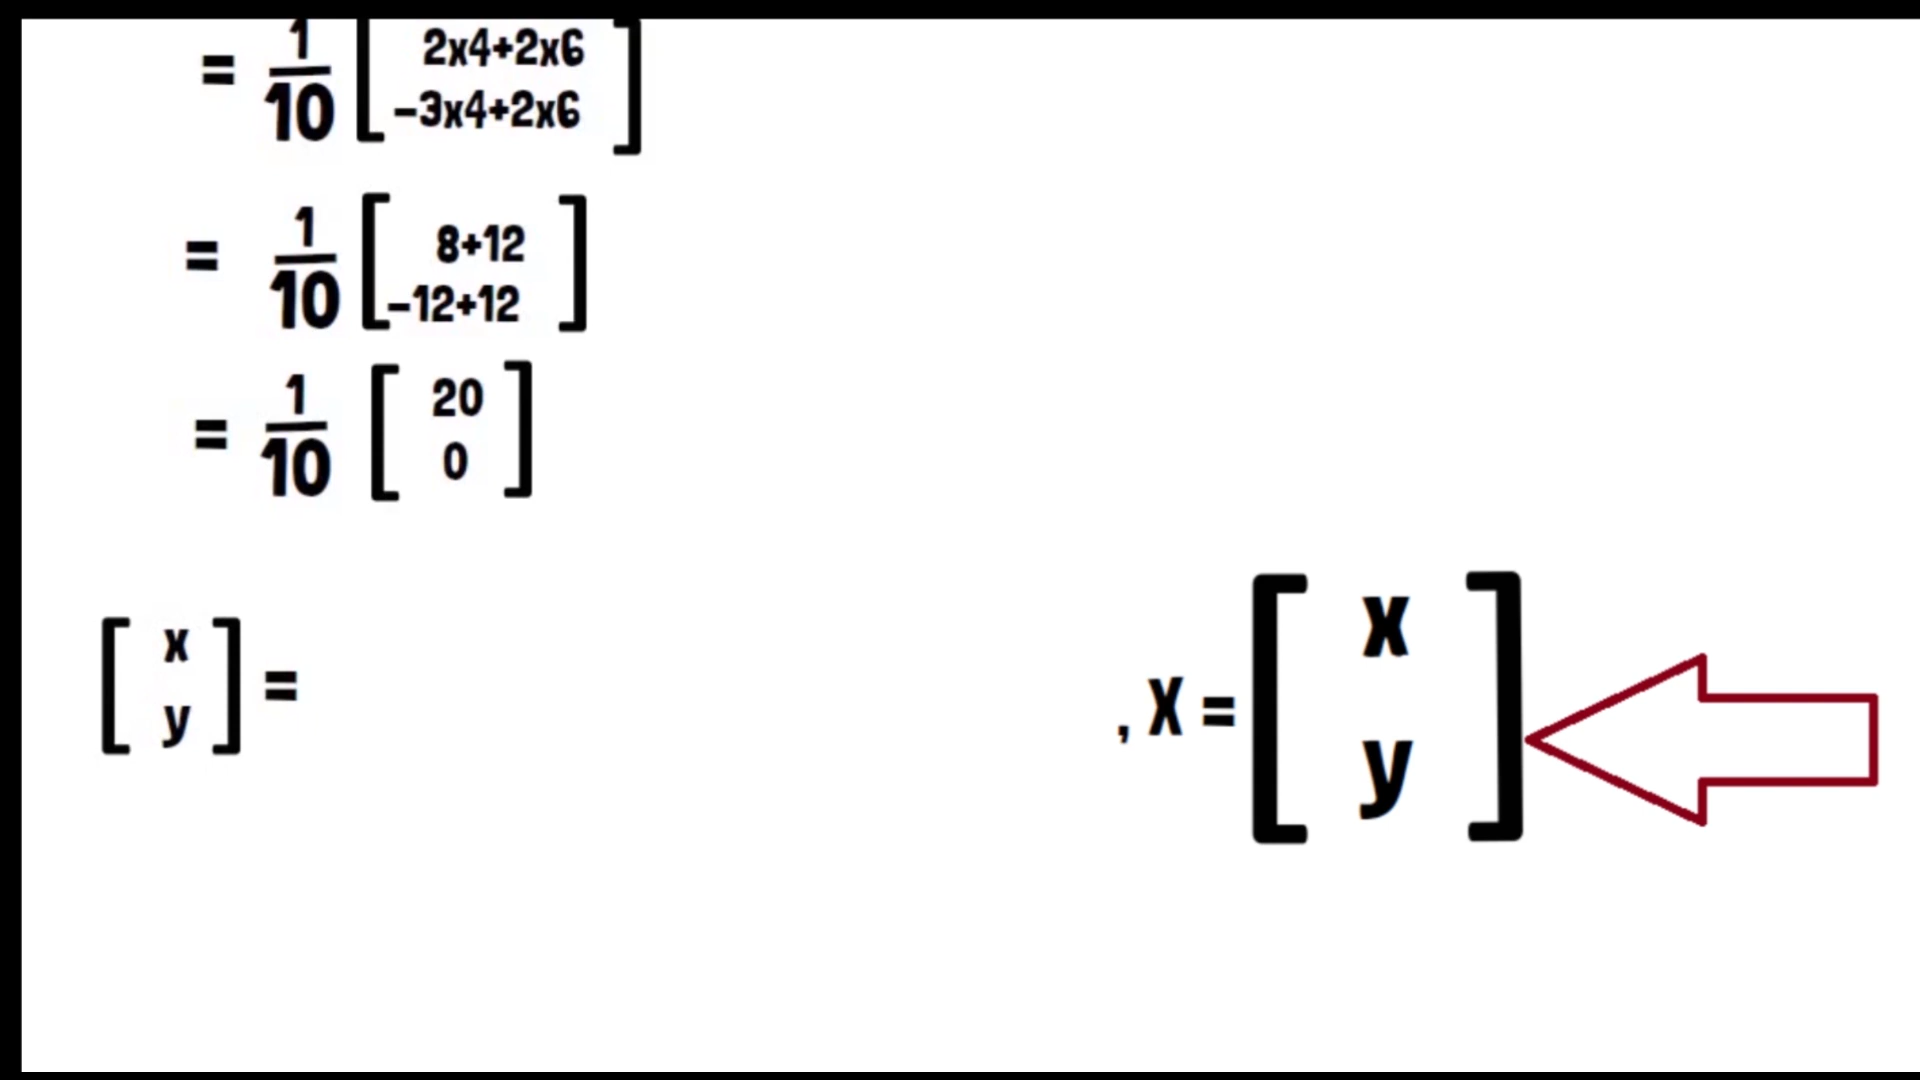 = 1/10 [ 2x4+2x6
-3x4+2x6 ]
= 1/10 [ 8+12
-12+12 ]
= 1/10 [ 20
0 ]
[ x
y ] =
, X = [ x
y ]